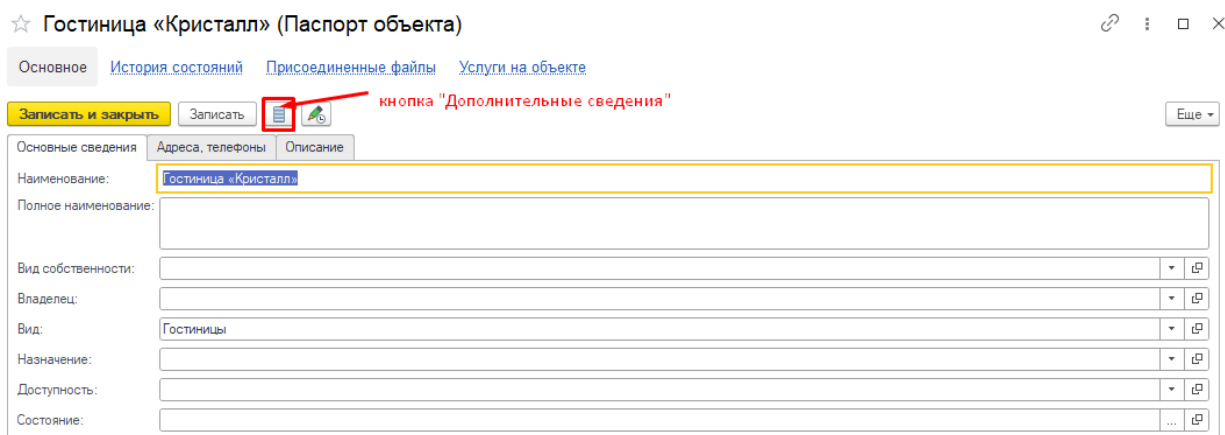 Гостиница «Кристалл» (Паспорт объекта)
Основное История состояний Присоединенные файлы Услуги на объекте
кнопка "Дополнительные сведения"
Записать и закрыть Записать Еще
Основные сведения Адреса, телефоны Описание
Наименование: Гостиница «Кристалл»
Полное наименование:
Вид собственности:
Владелец:
Вид: Гостиницы
Назначение:
Доступность:
Состояние: ...